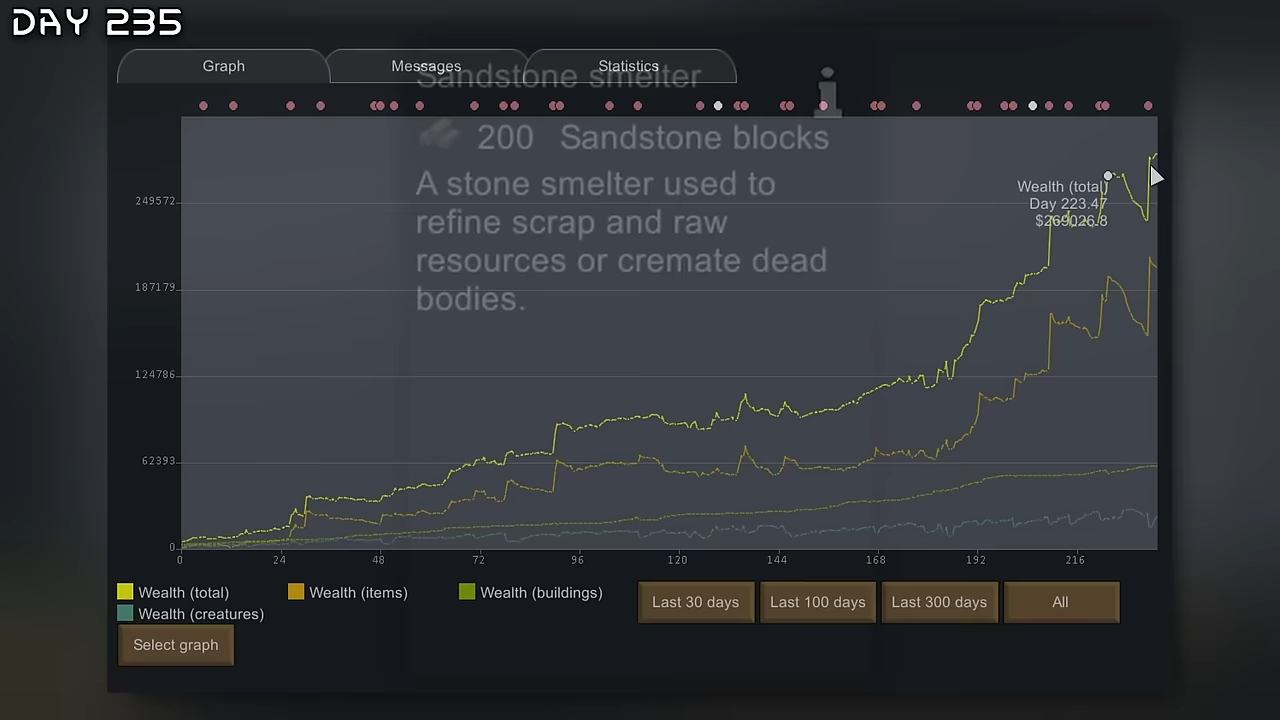 DAY 235
Graph
Messages
Statistics
Sandstone smelter
200 Sandstone blocks
A stone smelter used to
refine scrap and raw
resources or cremate dead
bodies.
Wealth (total)
Day 223.47
$269026.8
249572
187179
124786
62393
0
0 24 48 72 96 120 144 168 192 216
Wealth (total)
Wealth (items)
Wealth (buildings)
Wealth (creatures)
Last 30 days
Last 100 days
Last 300 days
All
Select graph